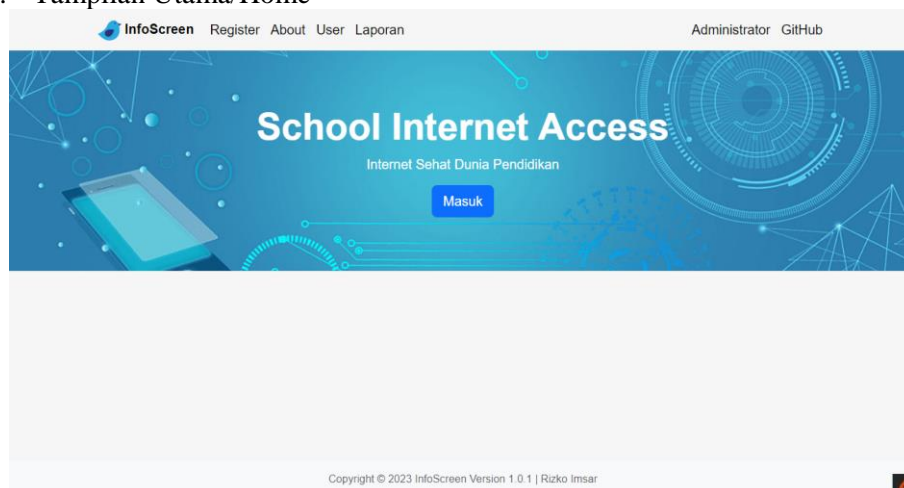 Tampilan Utama/Home
InfoScreen Register About User Laporan Administrator GitHub
School Internet Access
Internet Sehat Dunia Pendidikan
Masuk
Copyright © 2023 InfoScreen Version 1.0.1 | Rizko Imsar